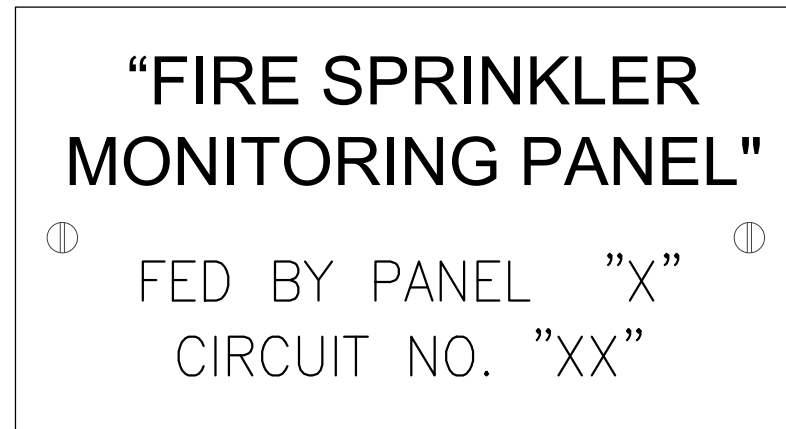 “FIRE SPRINKLER
MONITORING PANEL"
FED BY PANEL ”X”
CIRCUIT NO. ”XX”